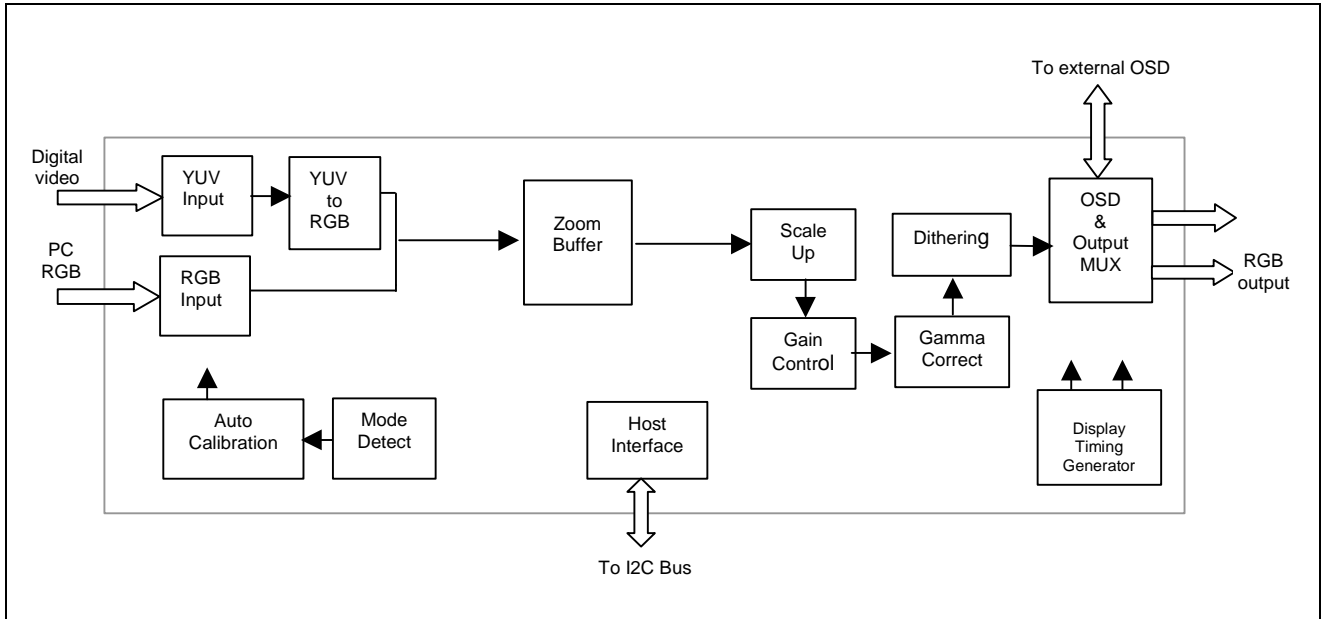 To external OSD
Digital
video
YUV
Input
YUV
to
RGB
PC
RGB
RGB
Input
Zoom
Buffer
Scale
Up
Dithering
OSD
&
Output
MUX
RGB
output
Gain
Control
Gamma
Correct
Auto
Calibration
Mode
Detect
Host
Interface
Display
Timing
Generator
To I2C Bus